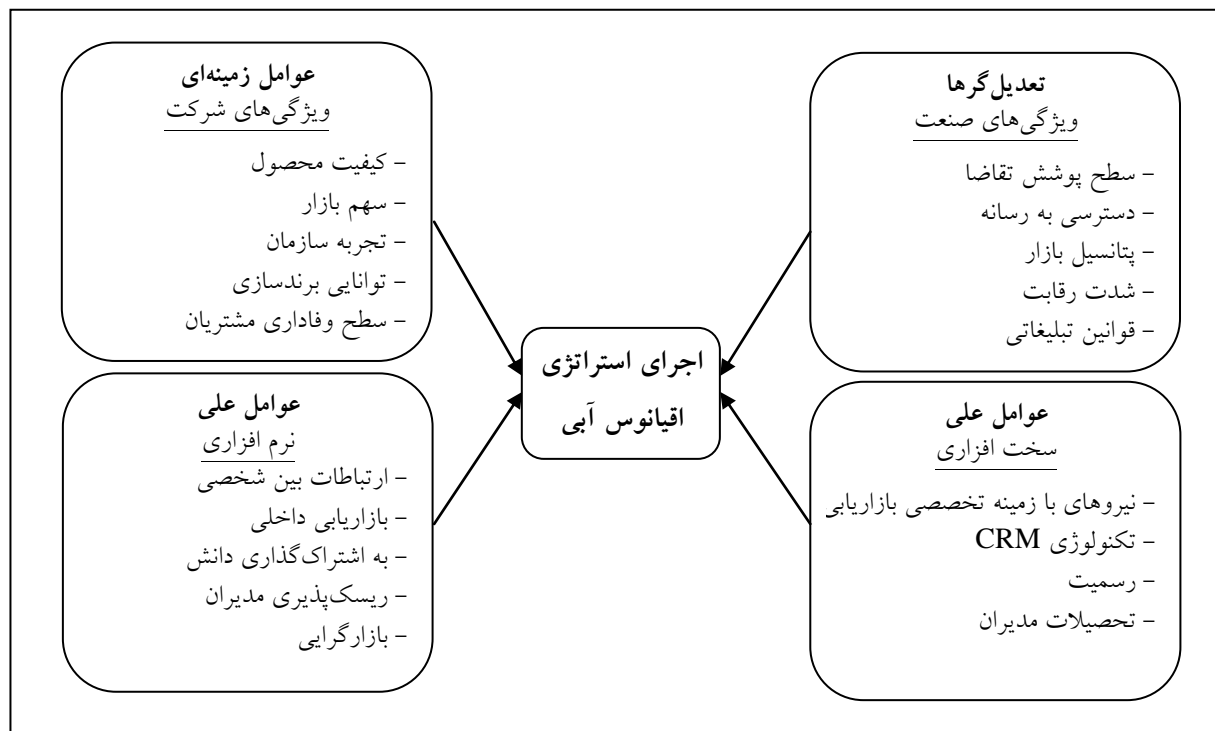 تعدیل‌گرها
ویژگی‌های صنعت
- سطح پوشش تقاضا
- دسترسی به رسانه
- پتانسیل بازار
- شدت رقابت
- قوانین تبلیغاتی
عوامل زمینه‌ای
ویژگی‌های شرکت
- کیفیت محصول
- سهم بازار
- تجربه سازمان
- توانایی برندسازی
- سطح وفاداری مشتریان
اجرای استراتژی
اقیانوس آبی
عوامل علی
سخت افزاری
- نیروهای با زمینه تخصصی بازاریابی
- تکنولوژی CRM
- رسمیت
- تحصیلات مدیران
عوامل علی
نرم افزاری
- ارتباطات بین شخصی
- بازاریابی داخلی
- به اشتراک‌گذاری دانش
- ریسک‌پذیری مدیران
- بازارگرایی